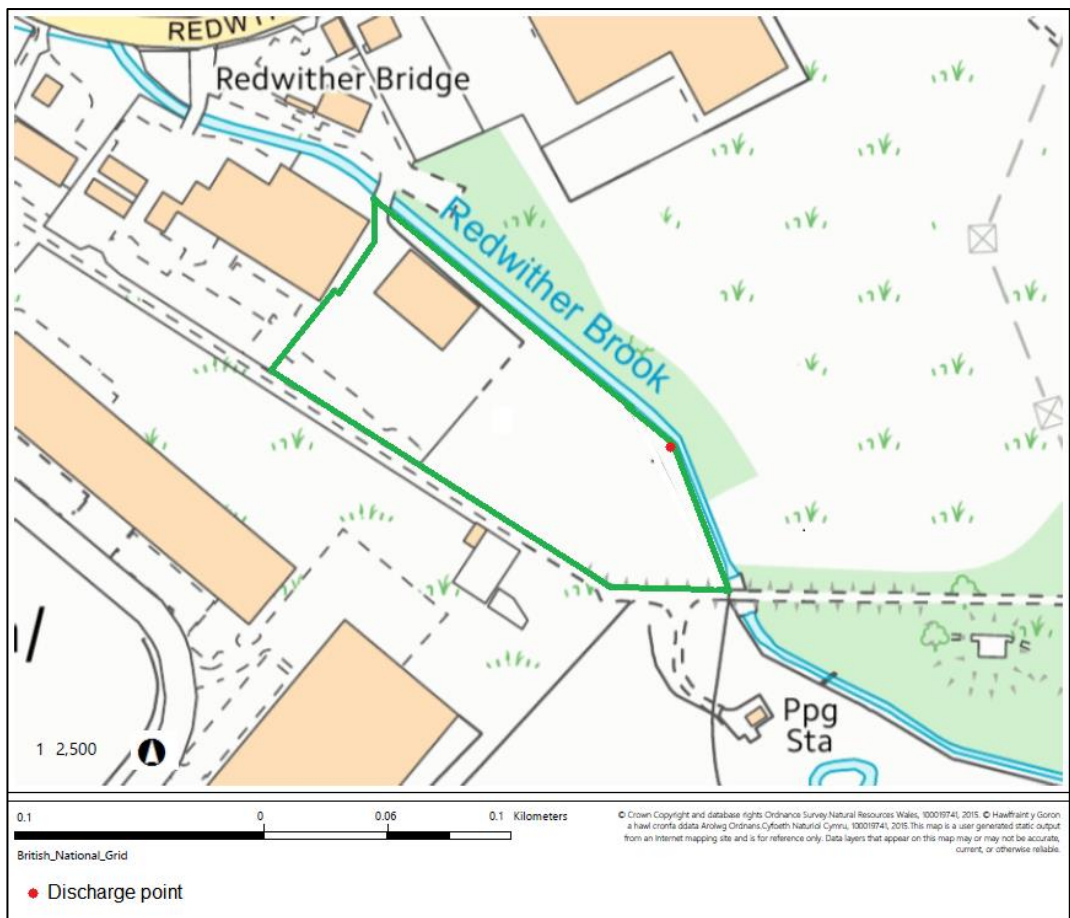 REDWIT
Redwither Bridge
Redwither Brook
Ppg
Sta
1 2,500
0.1 0 0.06 0.1 Kilometers
British_National_Grid
© Crown Copyright and database rights Ordnance Survey.Natural Resources Wales, 100019741, 2015. © Hawlfraint y Goron
a hawl cronfa ddata Arolwg Ordnans.Cyfoeth Naturiol Cymru, 100019741, 2015.This map is a user generated static output
from an Internet mapping site and is for reference only. Data layers that appear on this map may or may not be accurate,
current, or otherwise reliable.
Discharge point